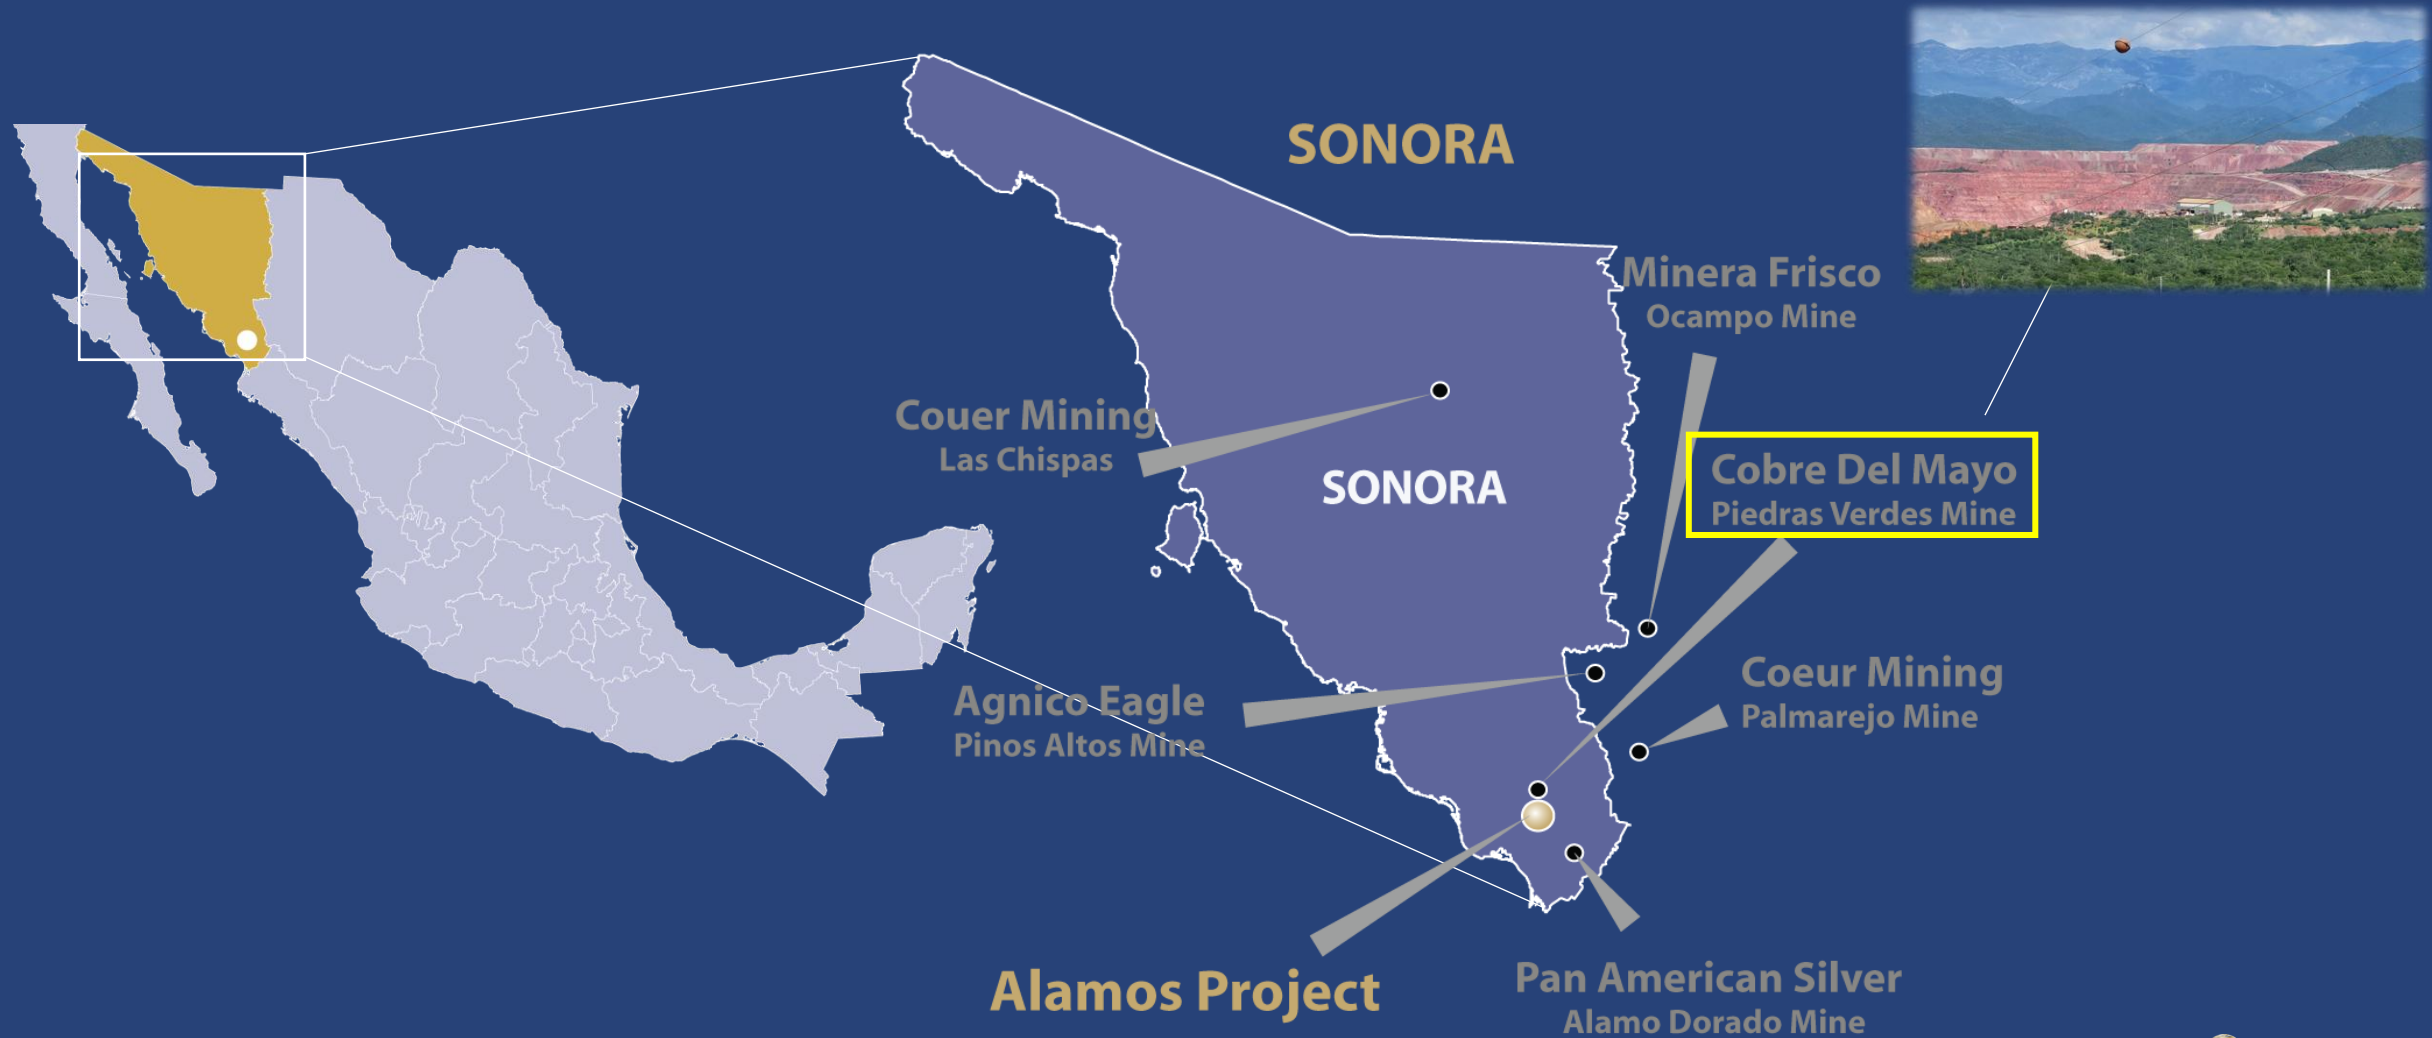 SONORA
Minera Frisco
Ocampo Mine
Couer Mining
Las Chispas
SONORA
Cobre Del Mayo
Piedras Verdes Mine
Agnico Eagle
Pinos Altos Mine
Coeur Mining
Palmarejo Mine
Alamos Project
Pan American Silver
Alamo Dorado Mine